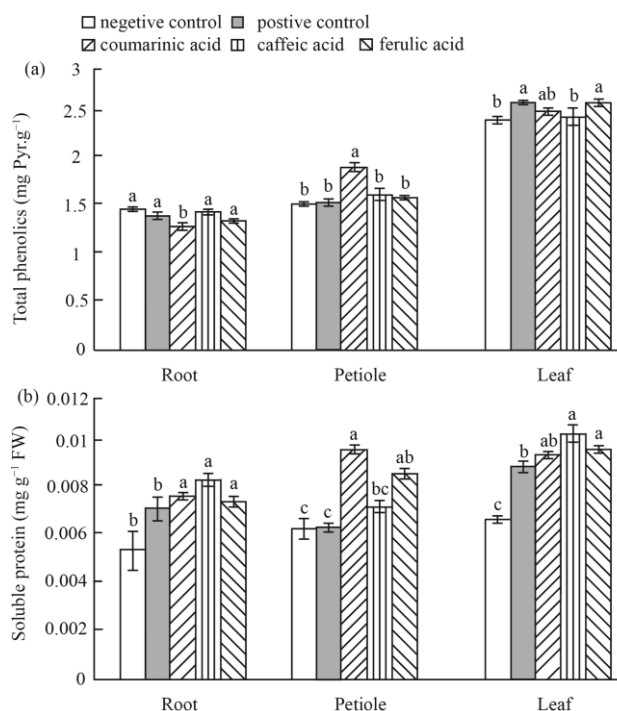 negetive control postive control
coumarinic acid caffeic acid ferulic acid
(a)
Total phenolics (mg Pyr.g⁻¹)
3
2.5
2
1.5
1
0.5
0
a a b a a
b b a b b
b a ab b a
Root Petiole Leaf
(b)
Soluble protein (mg g⁻¹ FW)
0.012
0.01
0.008
0.006
0.004
0.002
0
b b a a a
c c a bc ab
c b ab a a
Root Petiole Leaf